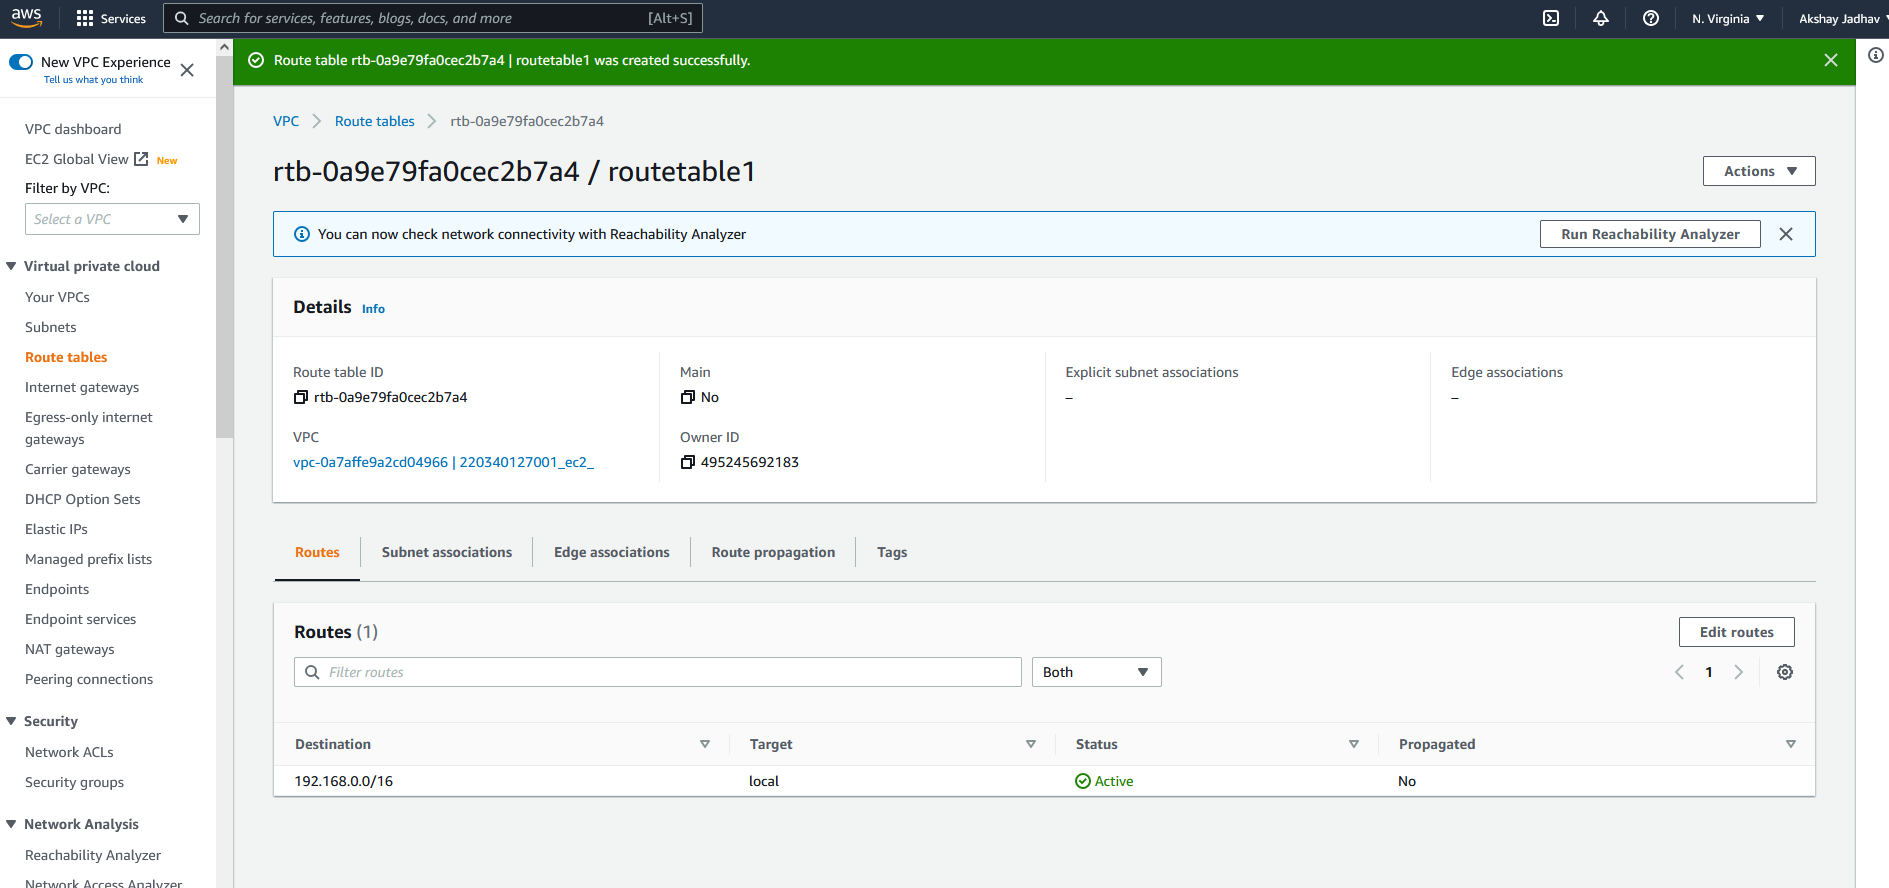 aws
Services
Search for services, features, blogs, docs, and more
[Alt+S]
N. Virginia
Akshay Jadhav
New VPC Experience
Tell us what you think
Route table rtb-0a9e79fa0cec2b7a4 | routetable1 was created successfully.
VPC dashboard
EC2 Global View
New
Filter by VPC:
Select a VPC
Virtual private cloud
Your VPCs
Subnets
Route tables
Internet gateways
Egress-only internet
gateways
Carrier gateways
DHCP Option Sets
Elastic IPs
Managed prefix lists
Endpoints
Endpoint services
NAT gateways
Peering connections
Security
Network ACLs
Security groups
Network Analysis
Reachability Analyzer
Network Access Analyzer
VPC
Route tables
rtb-0a9e79fa0cec2b7a4
rtb-0a9e79fa0cec2b7a4 / routetable1
Actions
You can now check network connectivity with Reachability Analyzer
Run Reachability Analyzer
Details
Info
Route table ID
rtb-0a9e79fa0cec2b7a4
Main
No
Explicit subnet associations
–
Edge associations
–
VPC
vpc-0a7affe9a2cd04966 | 220340127001_ec2_
Owner ID
495245692183
Routes
Subnet associations
Edge associations
Route propagation
Tags
Routes (1)
Edit routes
Filter routes
Both
1
Destination
Target
Status
Propagated
192.168.0.0/16
local
Active
No